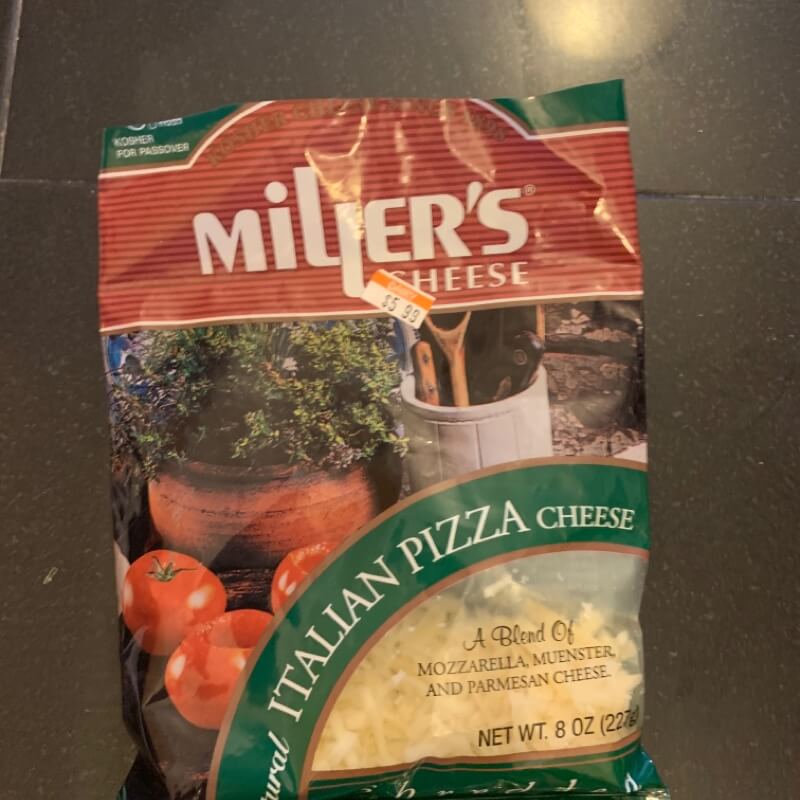 KOSHER
FOR PASSOVER
MILLER'S®
CHEESE
$5.99
ITALIAN PIZZA CHEESE
A Blend Of
MOZZARELLA, MUENSTER,
AND PARMESAN CHEESE.
NET WT. 8 OZ (227g)